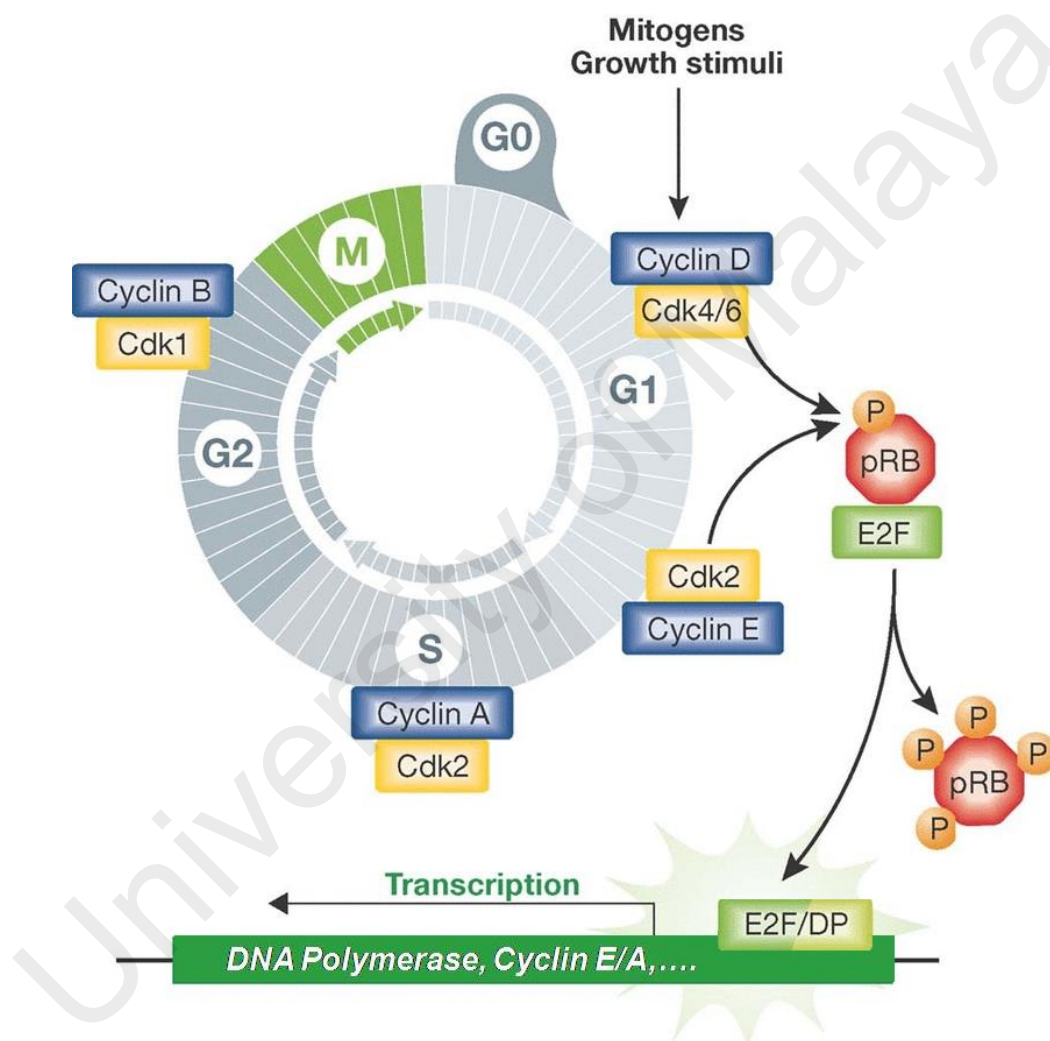 Mitogens
Growth stimuli
G0
M
Cyclin D
Cdk4/6
Cyclin B
Cdk1
G1
P
pRB
E2F
G2
Cdk2
Cyclin E
S
Cyclin A
Cdk2
P
P
P
pRB
P
Transcription
E2F/DP
DNA Polymerase, Cyclin E/A,....
University of Malaya